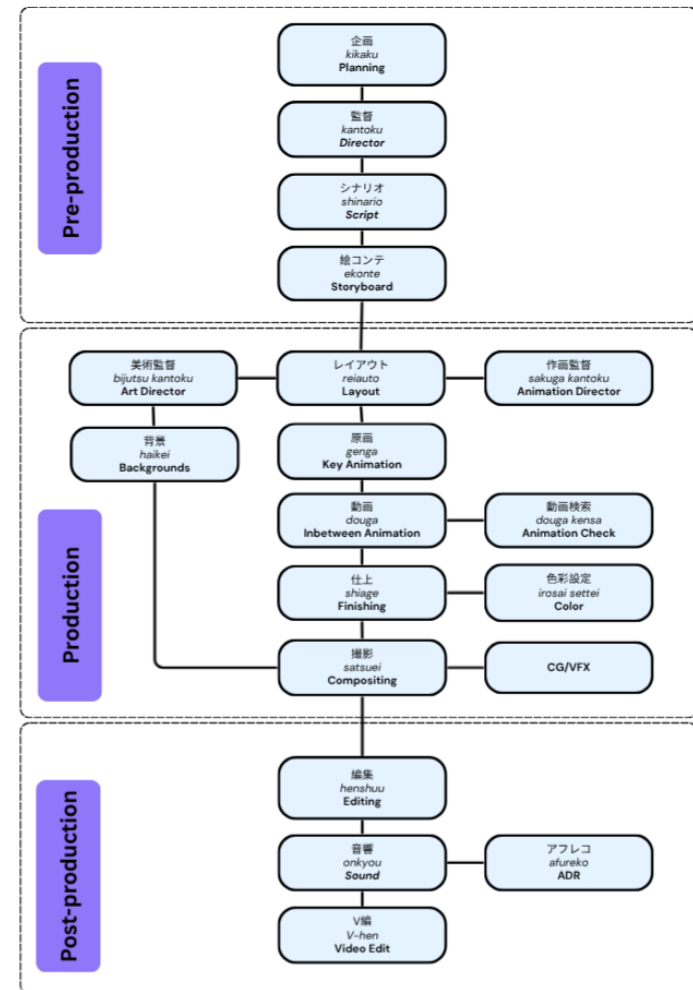 Pre-production
企画
kikaku
Planning
監督
kantoku
Director
シナリオ
shinario
Script
絵コンテ
ekonte
Storyboard
Production
美術監督
bijutsu kantoku
Art Director
レイアウト
reiauto
Layout
作画監督
sakuga kantoku
Animation Director
背景
haikei
Backgrounds
原画
genga
Key Animation
動画
douga
Inbetween Animation
動画検索
douga kensa
Animation Check
仕上
shiage
Finishing
色彩設定
irosai settei
Color
撮影
satsuei
Compositing
CG/VFX
Post-production
編集
henshuu
Editing
音響
onkyou
Sound
アフレコ
afureko
ADR
V編
V-hen
Video Edit